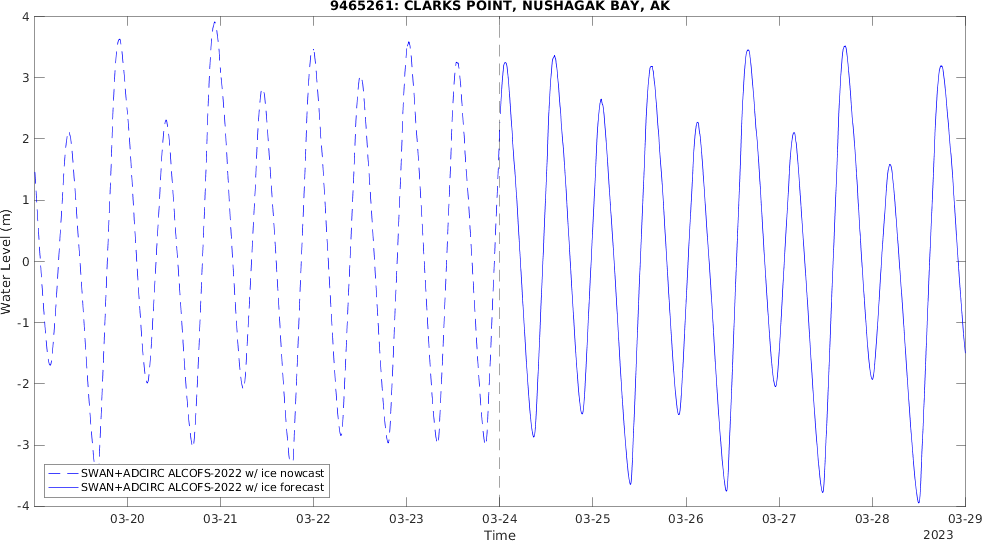 9465261: CLARKS POINT, NUSHAGAK BAY, AK
Water Level (m)
4
3
2
1
0
-1
-2
-3
-4
SWAN+ADCIRC ALCOFS-2022 w/ ice nowcast
SWAN+ADCIRC ALCOFS-2022 w/ ice forecast
03-20 03-21 03-22 03-23 03-24 03-25 03-26 03-27 03-28 03-29
Time
2023